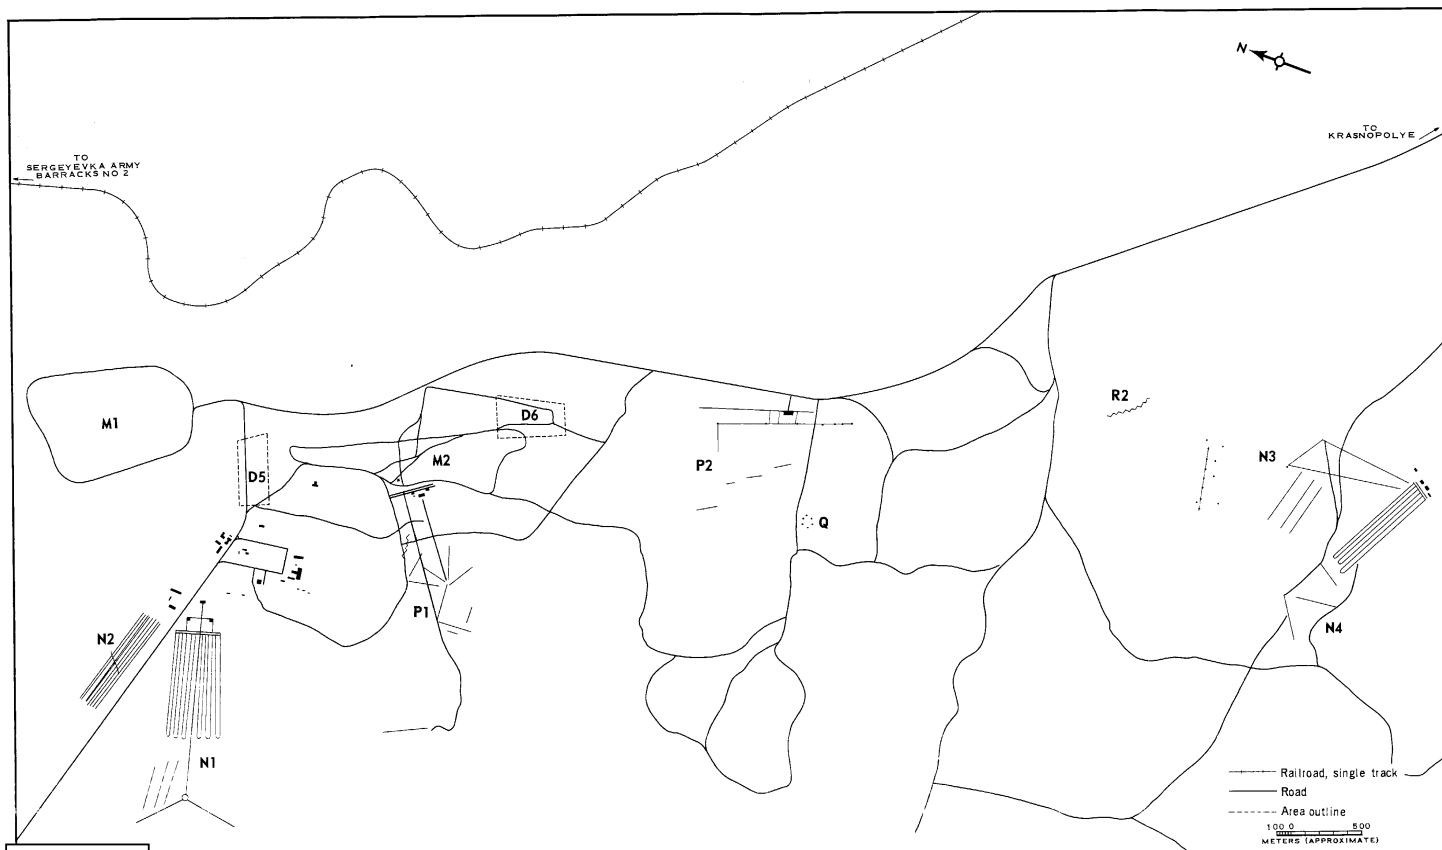 N
TO
KRASNOPOLYE
TO
SERGEYEVKA ARMY
BARRACKS NO 2
M1
D6
R2
M2
D5
P2
N3
Q
P1
N2
N4
N1
Railroad, single track
Road
Area outline
100 0 500
METERS (APPROXIMATE)